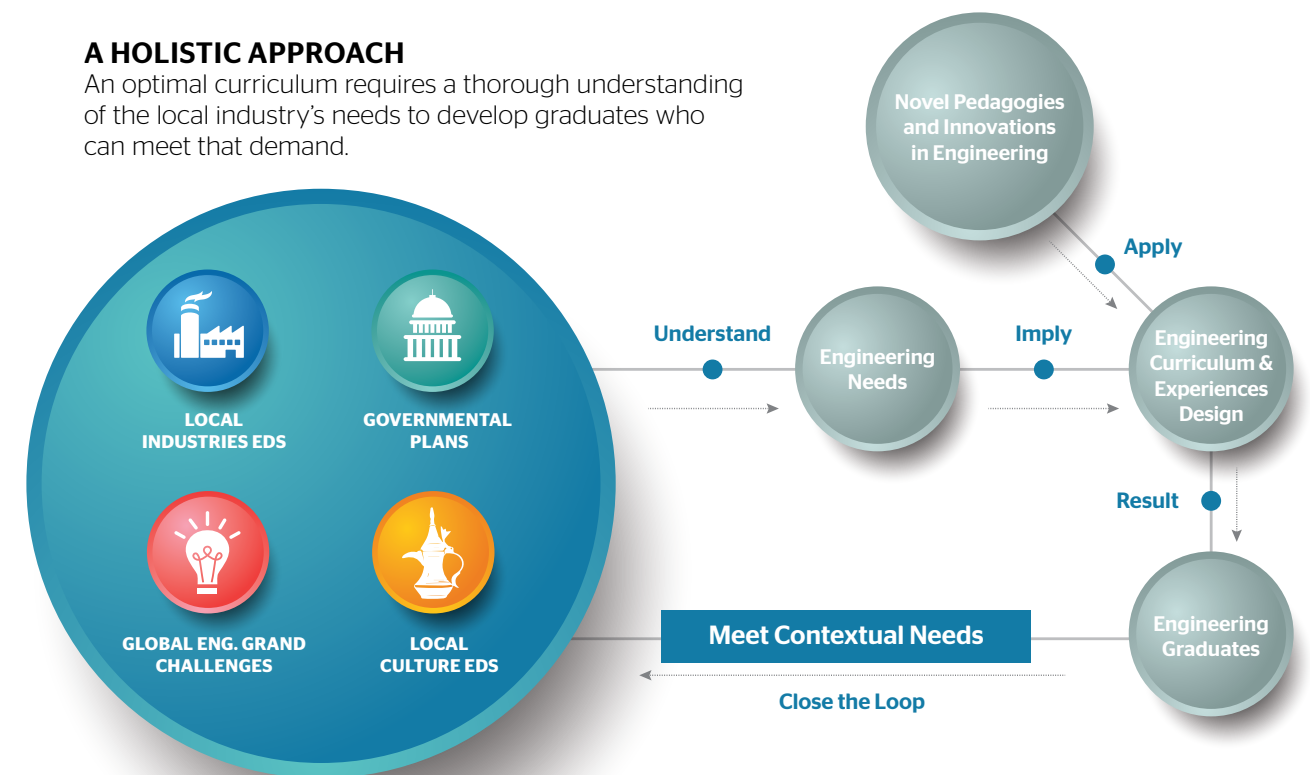 A HOLISTIC APPROACH
An optimal curriculum requires a thorough understanding
of the local industry's needs to develop graduates who
can meet that demand.
Novel Pedagogies
and Innovations
in Engineering
Apply
LOCAL
INDUSTRIES EDS
GOVERNMENTAL
PLANS
Understand
Engineering
Needs
Imply
Engineering
Curriculum &
Experiences
Design
Result
GLOBAL ENG. GRAND
CHALLENGES
LOCAL
CULTURE EDS
Meet Contextual Needs
Close the Loop
Engineering
Graduates